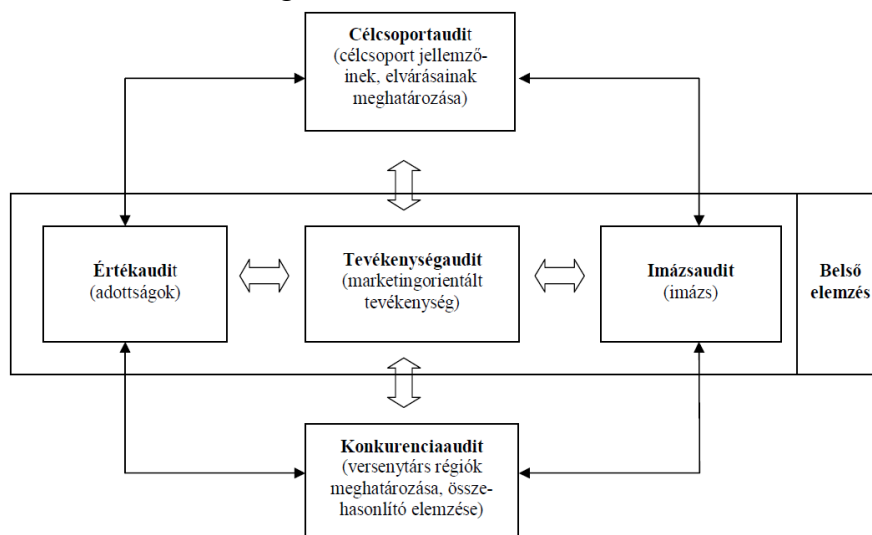 Célcsoportaudit
(célcsoport jellemző-
inek, elvárásainak
meghatározása)
Értékaudit
(adottságok)
Tevékenységaudit
(marketingorientált
tevékenység)
Imázsaudit
(imázs)
Belső
elemzés
Konkurenciaaudit
(versenytárs régiók
meghatározása, össze-
hasonlító elemzése)